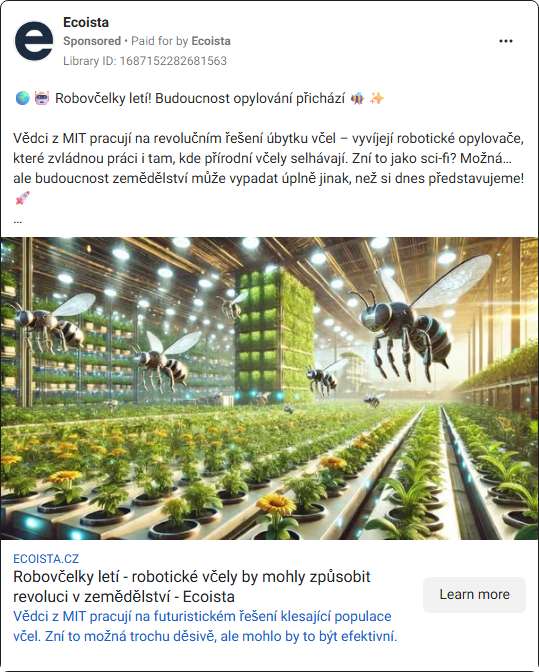 Ecoista
Sponsored • Paid for by Ecoista
Library ID: 1687152282681563
🌍 🤖 Robovčelky letí! Budoucnost opylování přichází 🐝 ✨
Vědci z MIT pracují na revolučním řešení úbytku včel – vyvíjejí robotické opylovače,
které zvládnou práci i tam, kde přírodní včely selhávají. Zní to jako sci-fi? Možná…
ale budoucnost zemědělství může vypadat úplně jinak, než si dnes představujeme!
🚀
...
ECOISTA.CZ
Robovčelky letí - robotické včely by mohly způsobit
revoluci v zemědělství - Ecoista
Learn more
Vědci z MIT pracují na futuristickém řešení klesající populace
včel. Zní to možná trochu děsivě, ale mohlo by to být efektivní.